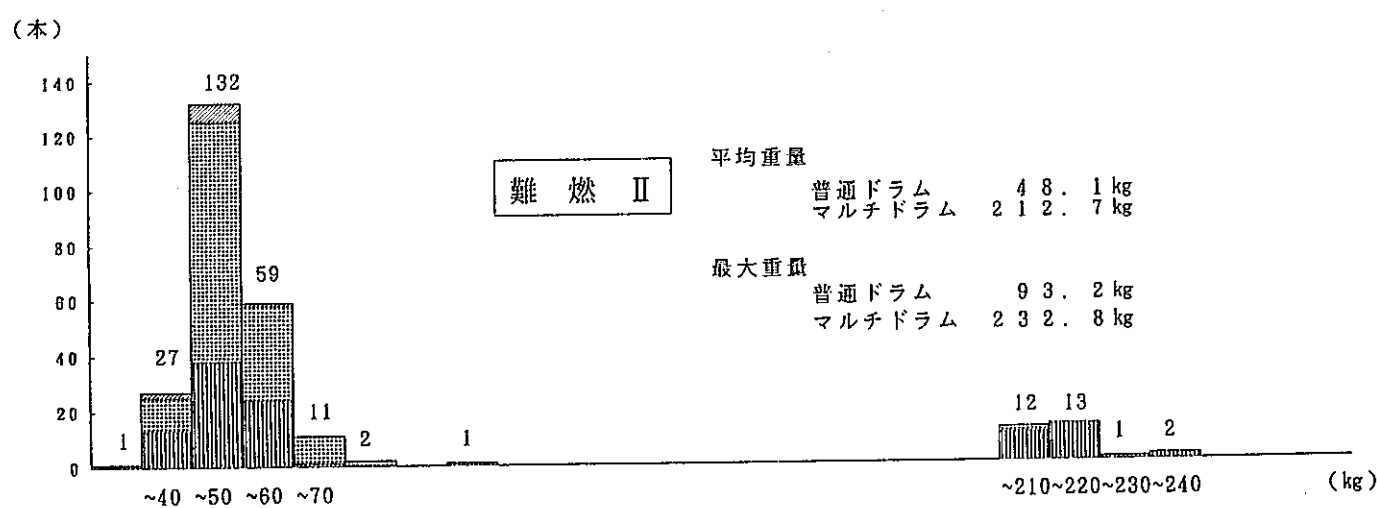 (本)
140
120
100
80
60
40
20
0
132
59
27
11
1
2
1
12
13
1
2
難燃 Ⅱ
平均重量
普通ドラム 48.1kg
マルチドラム 212.7kg
最大重量
普通ドラム 93.2kg
マルチドラム 232.8kg
~40 ~50 ~60 ~70
~210~220~230~240
(kg)